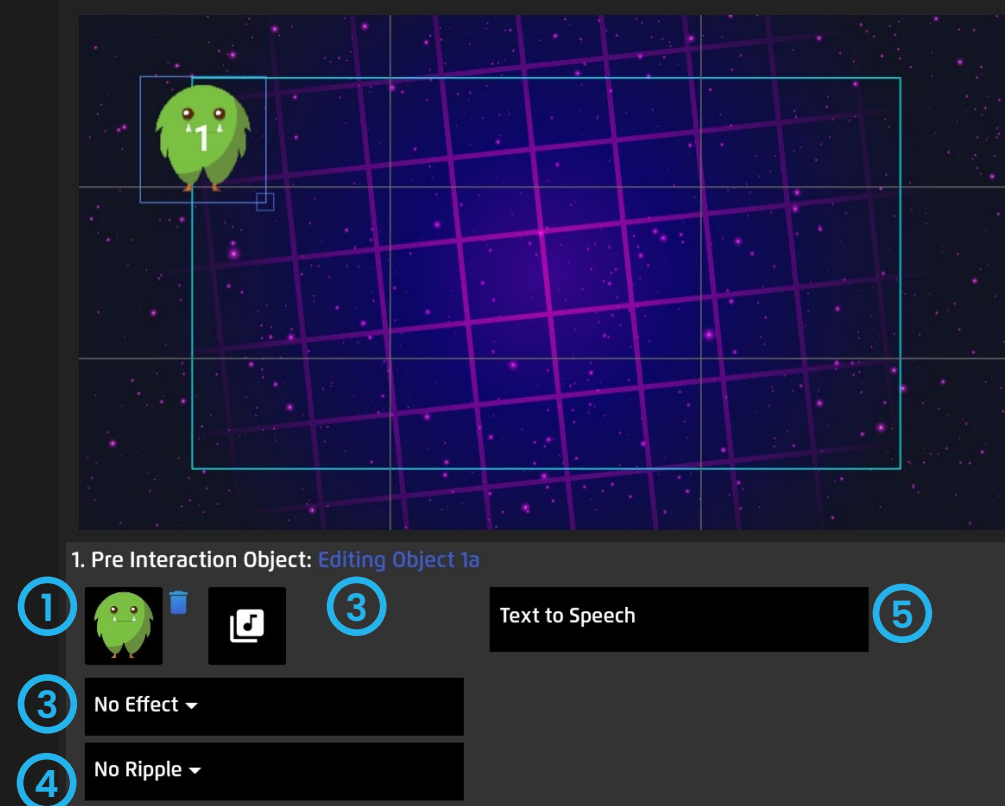 1
1. Pre Interaction Object: Editing Object 1a
1
3
Text to Speech
5
3
No Effect
4
No Ripple